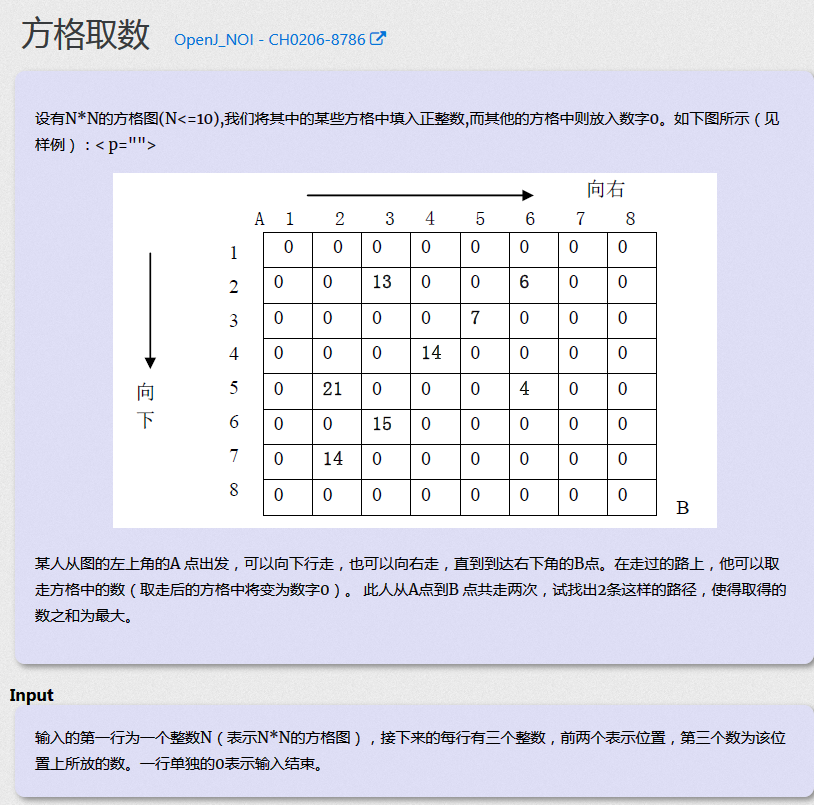 方格取数 OpenJ_NOI - CH0206-8786
设有N*N的方格图(N<=10),我们将其中的某些方格中填入正整数,而其他的方格中则放入数字0。如下图所示（见
样例）：< p="">
向右
A 1 2 3 4 5 6 7 8
1 0 0 0 0 0 0 0 0
2 0 0 13 0 0 6 0 0
3 0 0 0 0 7 0 0 0
4 0 0 0 14 0 0 0 0
5 0 21 0 0 0 4 0 0
6 0 0 15 0 0 0 0 0
7 0 14 0 0 0 0 0 0
8 0 0 0 0 0 0 0 0
向
下
B
某人从图的左上角的A 点出发，可以向下行走，也可以向右走，直到到达右下角的B点。在走过的路上，他可以取
走方格中的数（取走后的方格中将变为数字0）。 此人从A点到B 点共走两次，试找出2条这样的路径，使得取得的
数之和为最大。
Input
输入的第一行为一个整数N（表示N*N的方格图），接下来的每行有三个整数，前两个表示位置，第三个数为该位
置上所放的数。一行单独的0表示输入结束。